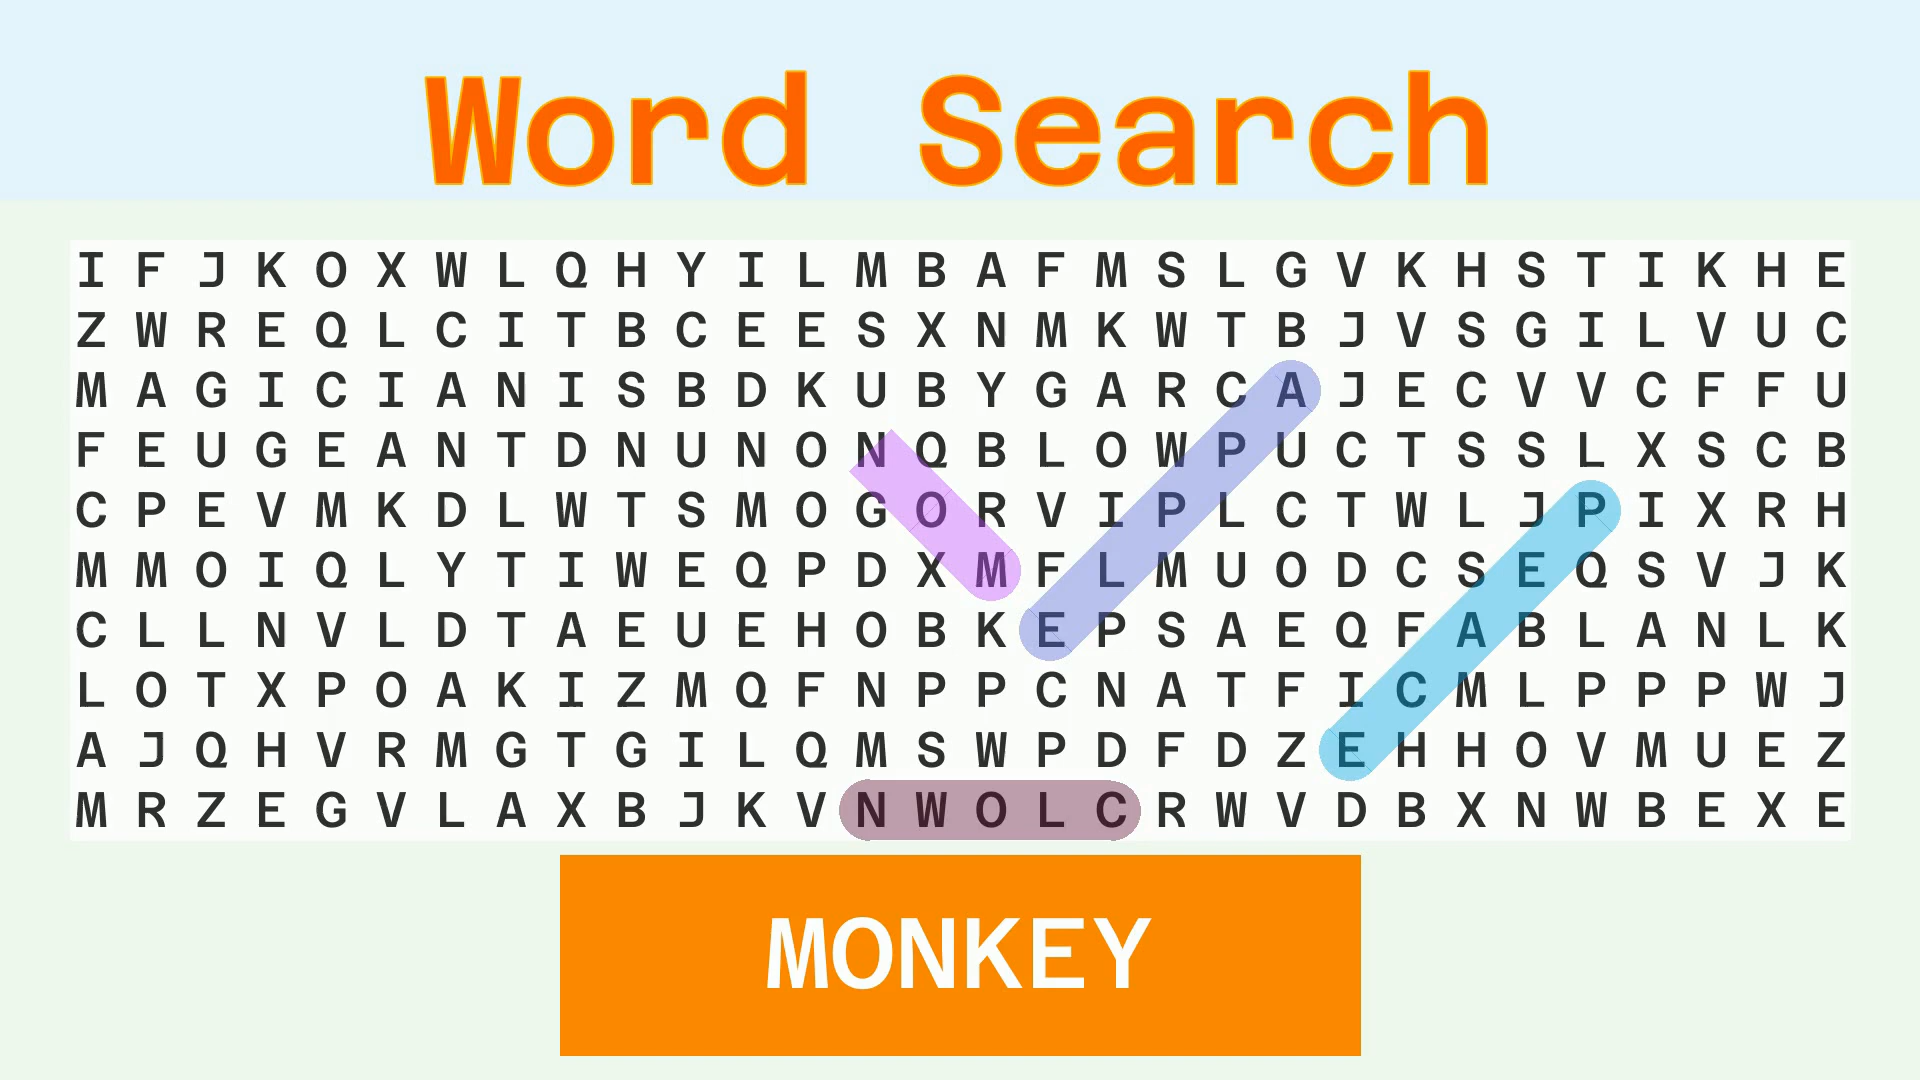 Word Search
I F J K O X W L Q H Y I L M B A F M S L G V K H S T I K H E
Z W R E Q L C I T B C E E S X N M K W T B J V S G I L V U C
M A G I C I A N I S B D K U B Y G A R C A J E C V V C F F U
F E U G E A N T D N U N O N Q B L O W P U C T S S L X S C B
C P E V M K D L W T S M O G O R V I P L C T W L J P I X R H
M M O I Q L Y T I W E Q P D X M F L M U O D C S E Q S V J K
C L L N V L D T A E U E H O B K E P S A E Q F A B L A N L K
L O T X P O A K I Z M Q F N P P C N A T F I C M L P P P W J
A J Q H V R M G T G I L Q M S W P D F D Z E H H O V M U E Z
M R Z E G V L A X B J K V N W O L C R W V D B X N W B E X E
MONKEY